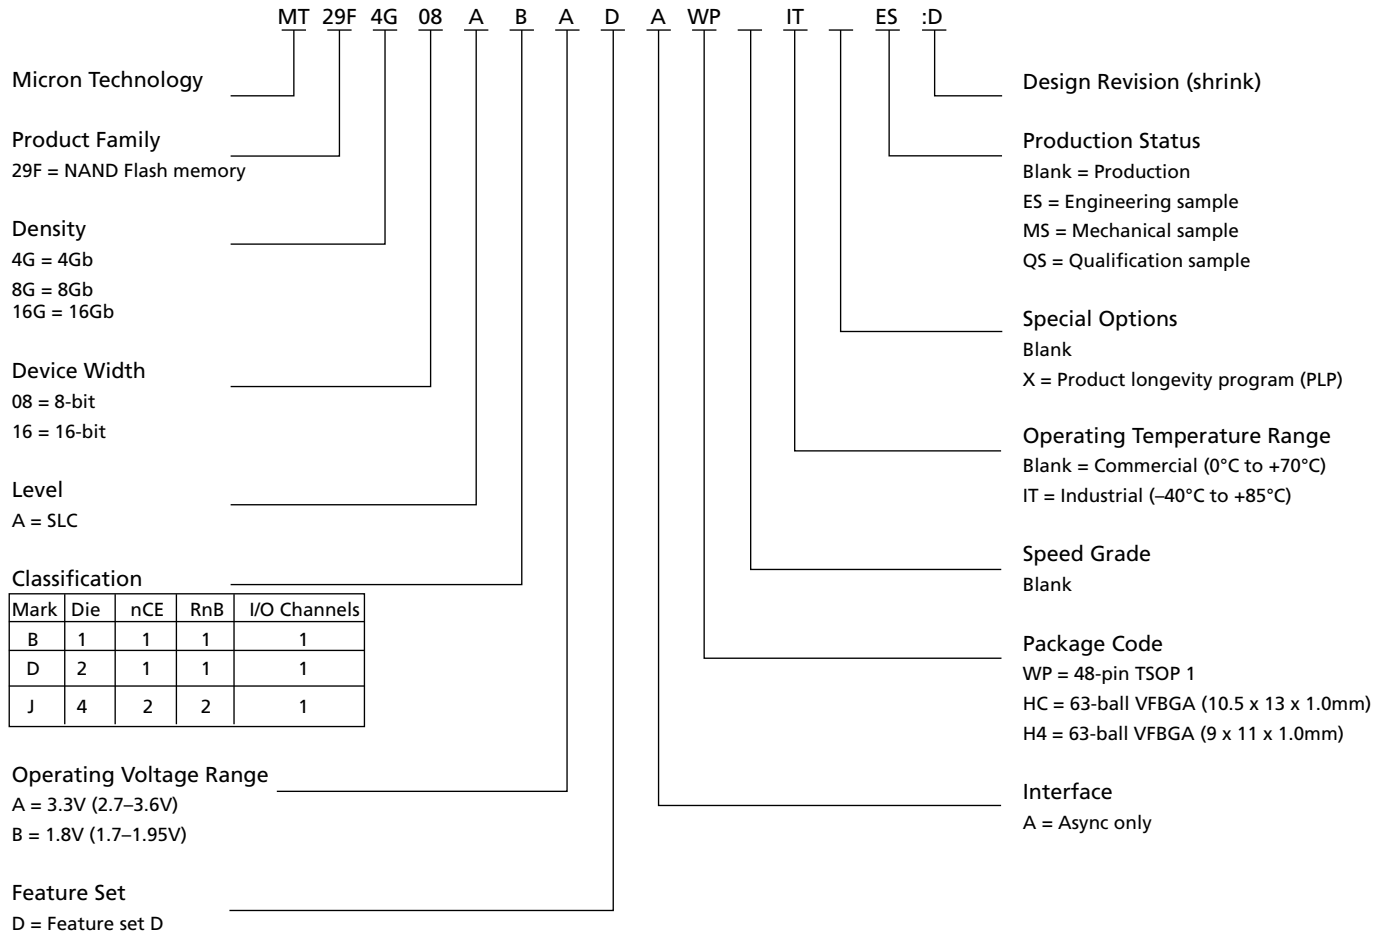 MT 29F 4G 08 A B A D A WP IT ES :D
Micron Technology
Product Family
29F = NAND Flash memory
Density
4G = 4Gb
8G = 8Gb
16G = 16Gb
Device Width
08 = 8-bit
16 = 16-bit
Level
A = SLC
Classification
Mark Die nCE RnB I/O Channels
B 1 1 1 1
D 2 1 1 1
J 4 2 2 1
Operating Voltage Range
A = 3.3V (2.7–3.6V)
B = 1.8V (1.7–1.95V)
Feature Set
D = Feature set D
Design Revision (shrink)
Production Status
Blank = Production
ES = Engineering sample
MS = Mechanical sample
QS = Qualification sample
Special Options
Blank
X = Product longevity program (PLP)
Operating Temperature Range
Blank = Commercial (0°C to +70°C)
IT = Industrial (–40°C to +85°C)
Speed Grade
Blank
Package Code
WP = 48-pin TSOP 1
HC = 63-ball VFBGA (10.5 x 13 x 1.0mm)
H4 = 63-ball VFBGA (9 x 11 x 1.0mm)
Interface
A = Async only